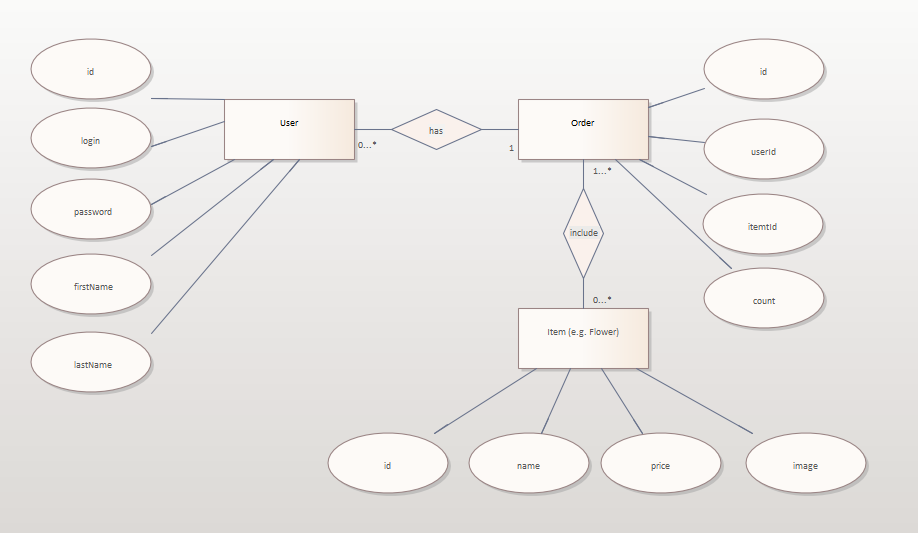 id
login
password
firstName
lastName
User
0...*
has
1
Order
id
userId
itemtId
count
1...*
include
0...*
Item (e.g. Flower)
id
name
price
image